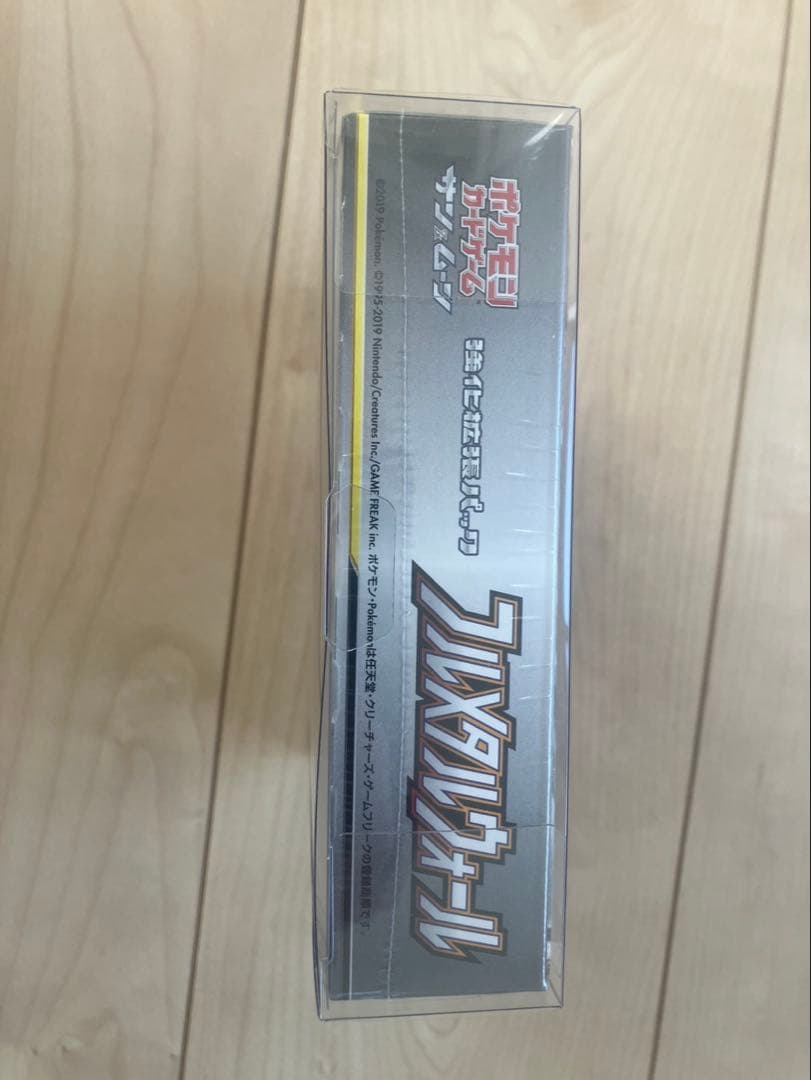 ポケモン
カードゲーム
サン&ムーン
強化拡張パック
フルメタルウォール
©2019 Pokémon. ©1995-2019 Nintendo/Creatures Inc./GAME FREAK inc. ポケモン・Pokémonは任天堂・クリーチャーズ・ゲームフリークの登録商標です。